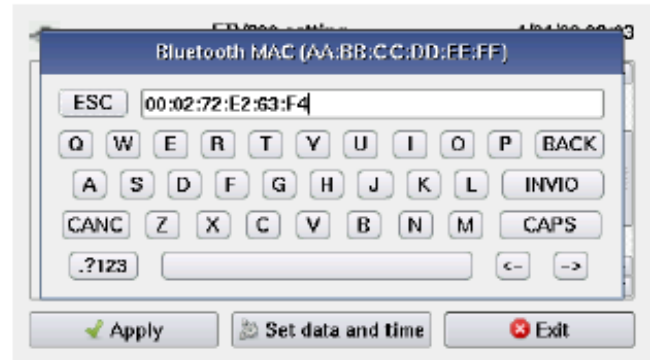 Bluetooth MAC (AA:BB:CC:DD:EE:FF)
ESC 00:02:72:E2:63:F4
Q W E R T Y U I O P BACK
A S D F G H J K L INVIO
CANC Z X C V B N M CAPS
.?123 <- ->
Apply Set data and time Exit